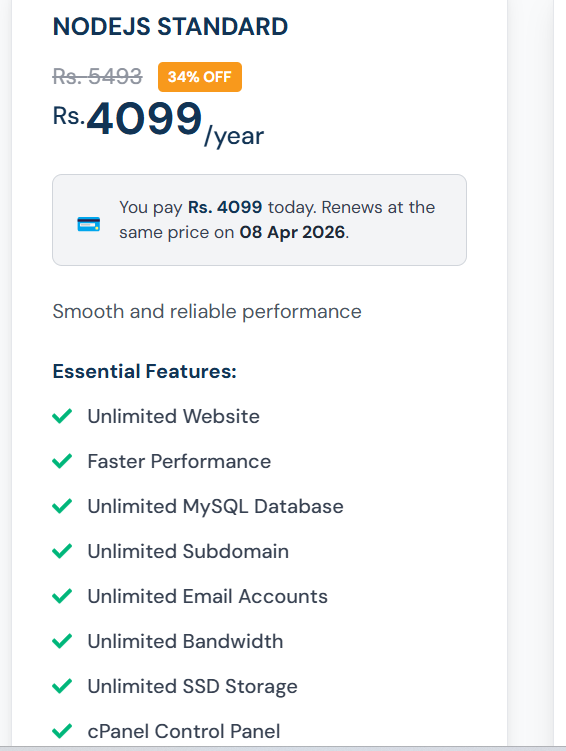 NODEJS STANDARD
Rs. 5493 34% OFF
Rs.4099/year
You pay Rs. 4099 today. Renews at the
same price on 08 Apr 2026.
Smooth and reliable performance
Essential Features:
Unlimited Website
Faster Performance
Unlimited MySQL Database
Unlimited Subdomain
Unlimited Email Accounts
Unlimited Bandwidth
Unlimited SSD Storage
cPanel Control Panel